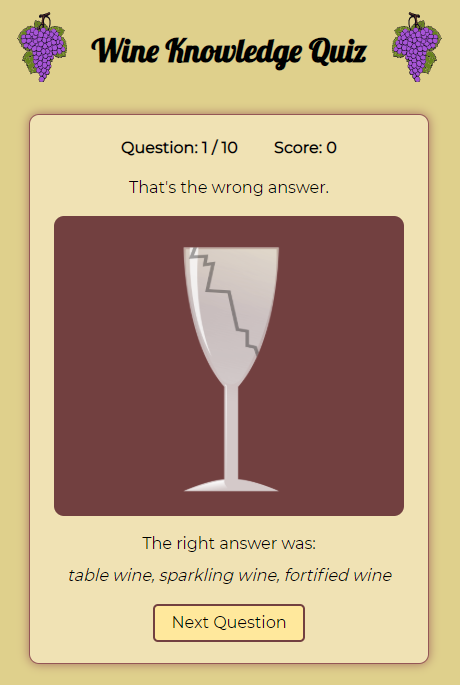 Wine Knowledge Quiz
Question: 1 / 10 Score: 0
That's the wrong answer.
The right answer was:
table wine, sparkling wine, fortified wine
Next Question